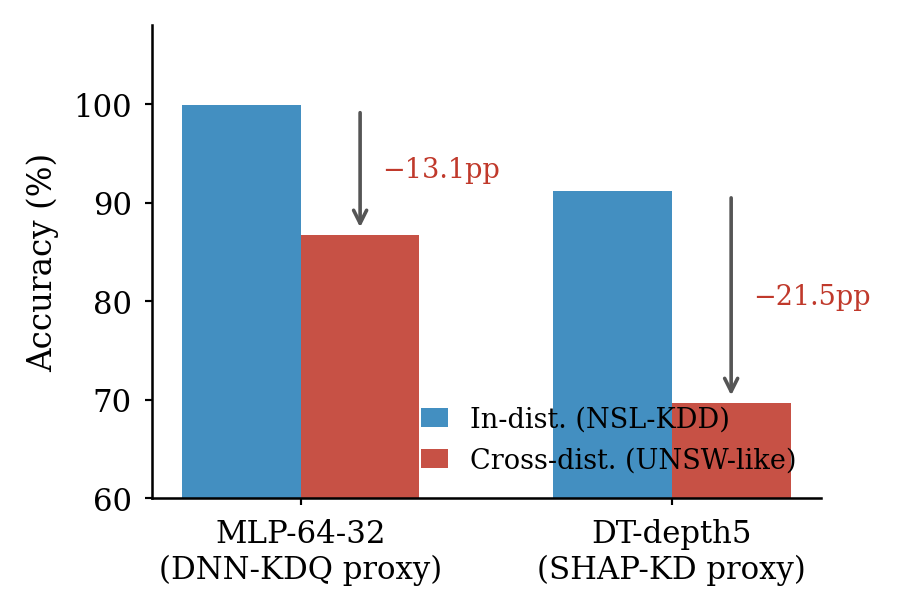 Accuracy (%)
100
90
80
70
60
−13.1pp
−21.5pp
In-dist. (NSL-KDD)
Cross-dist. (UNSW-like)
MLP-64-32
(DNN-KDQ proxy)
DT-depth5
(SHAP-KD proxy)